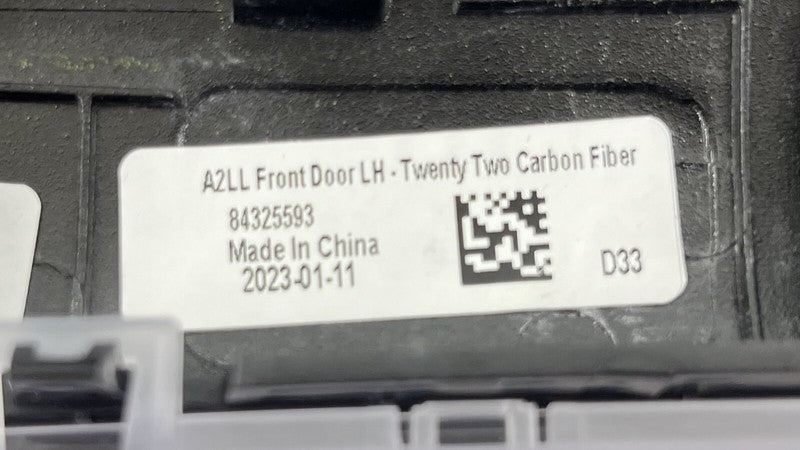 A2LL Front Door LH - Twenty Two Carbon Fiber
84325593
Made In China
2023-01-11
D33